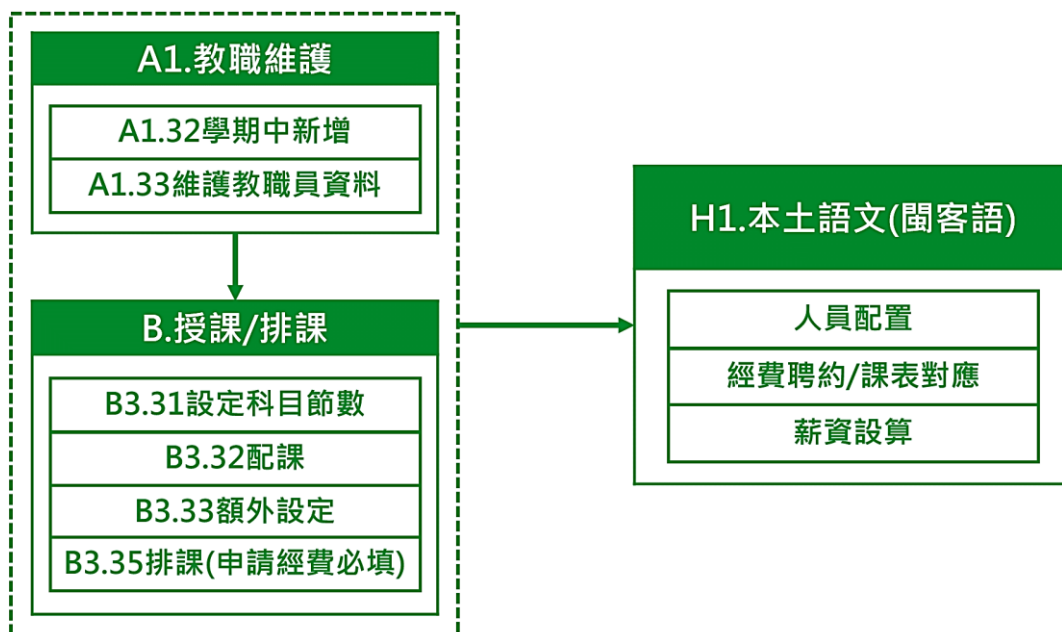 A1.教職維護
A1.32學期中新增
A1.33維護教職員資料
B.授課/排課
B3.31設定科目節數
B3.32配課
B3.33額外設定
B3.35排課(申請經費必填)
H1.本土語文(閩客語)
人員配置
經費聘約/課表對應
薪資設算